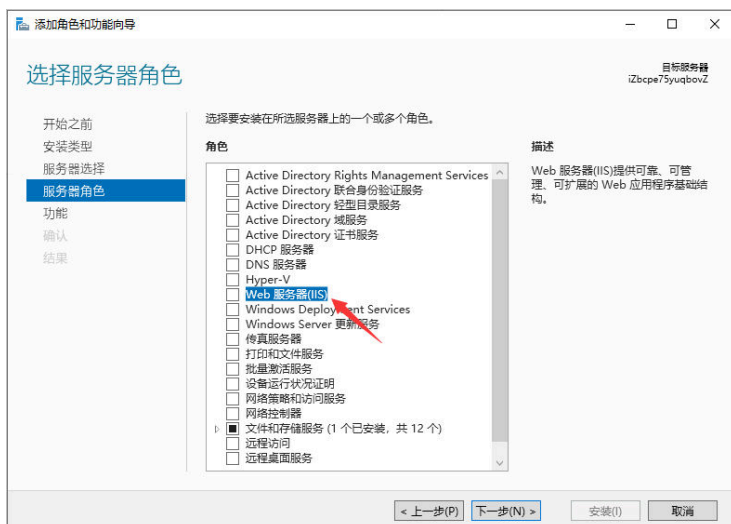 添加角色和功能向导
选择服务器角色
目标服务器
iZbcpe75yuqbovZ
开始之前
安装类型
服务器选择
服务器角色
功能
确认
结果
选择要安装在所选服务器上的一个或多个角色。
角色
Active Directory Rights Management Services
Active Directory 联合身份验证服务
Active Directory 轻型目录服务
Active Directory 域服务
Active Directory 证书服务
DHCP 服务器
DNS 服务器
Hyper-V
Web 服务器(IIS)
Windows Deployment Services
Windows Server 更新服务
传真服务器
打印和文件服务
批量激活服务
设备运行状况证明
网络策略和访问服务
网络控制器
文件和存储服务 (1 个已安装，共 12 个)
远程访问
远程桌面服务
描述
Web 服务器(IIS)提供可靠、可管
理、可扩展的 Web 应用程序基础结
构。
< 上一步(P)
下一步(N) >
安装(I)
取消